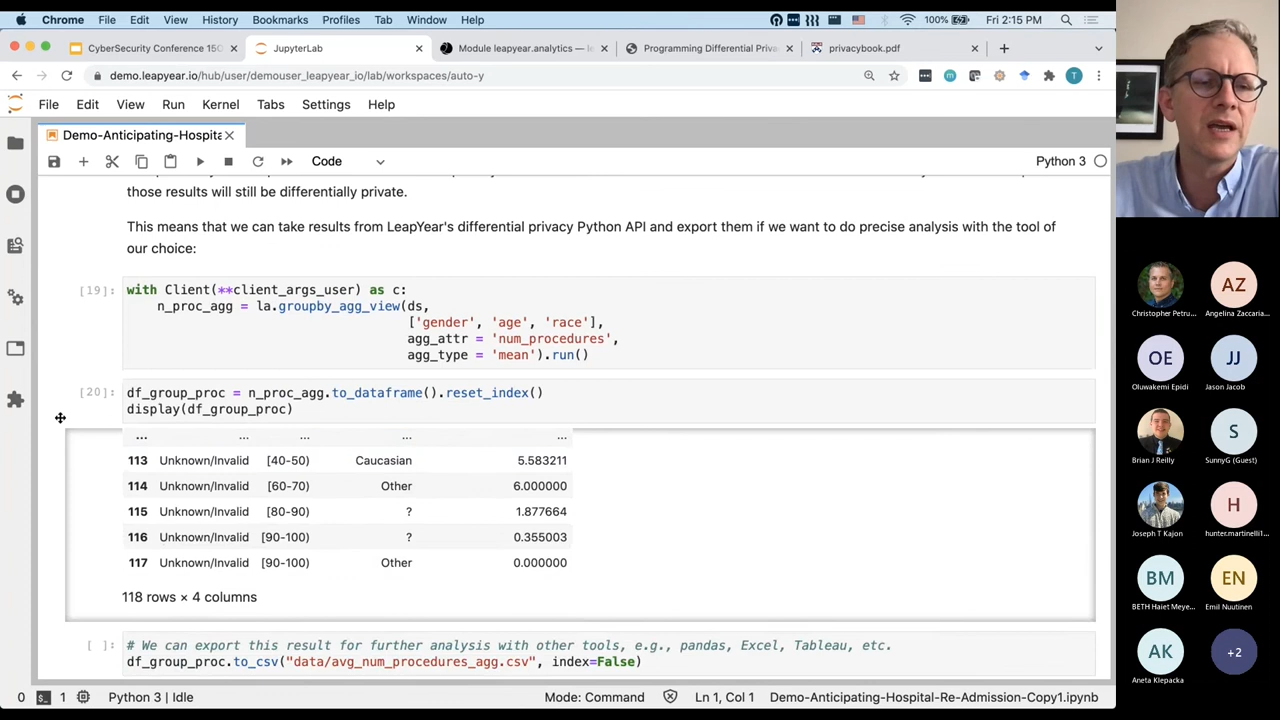 Chrome File Edit View History Bookmarks Profiles Tab Window Help 100% Fri 2:15 PM
CyberSecurity Conference 150 JupyterLab Module leapyear.analytics — le Programming Differential Priva privacybook.pdf
demo.leapyear.io/hub/user/demouser_leapyear_io/lab/workspaces/auto-y T
File Edit View Run Kernel Tabs Settings Help
Demo-Anticipating-Hospita
Code Python 3
those results will still be differentially private.
This means that we can take results from LeapYear's differential privacy Python API and export them if we want to do precise analysis with the tool of
our choice:
[19]: with Client(**client_args_user) as c:
n_proc_agg = la.groupby_agg_view(ds,
['gender', 'age', 'race'],
agg_attr = 'num_procedures',
agg_type = 'mean').run()
[20]: df_group_proc = n_proc_agg.to_dataframe().reset_index()
display(df_group_proc)
... ... ... ... ...
113 Unknown/Invalid [40-50) Caucasian 5.583211
114 Unknown/Invalid [60-70) Other 6.000000
115 Unknown/Invalid [80-90) ? 1.877664
116 Unknown/Invalid [90-100) ? 0.355003
117 Unknown/Invalid [90-100) Other 0.000000
118 rows × 4 columns
[ ]: # We can export this result for further analysis with other tools, e.g., pandas, Excel, Tableau, etc.
df_group_proc.to_csv("data/avg_num_procedures_agg.csv", index=False)
0 1 Python 3 | Idle Mode: Command Ln 1, Col 1 Demo-Anticipating-Hospital-Re-Admission-Copy1.ipynb
AZ
Christopher Petru... Angelina Zaccaria...
OE JJ
Oluwakemi Epidi Jason Jacob
S
Brian J Reilly SunnyG (Guest)
H
Joseph T Kajon hunter.martinelli1...
BM EN
BETH Haiet Meye... Emil Nuutinen
AK +2
Aneta Klepacka